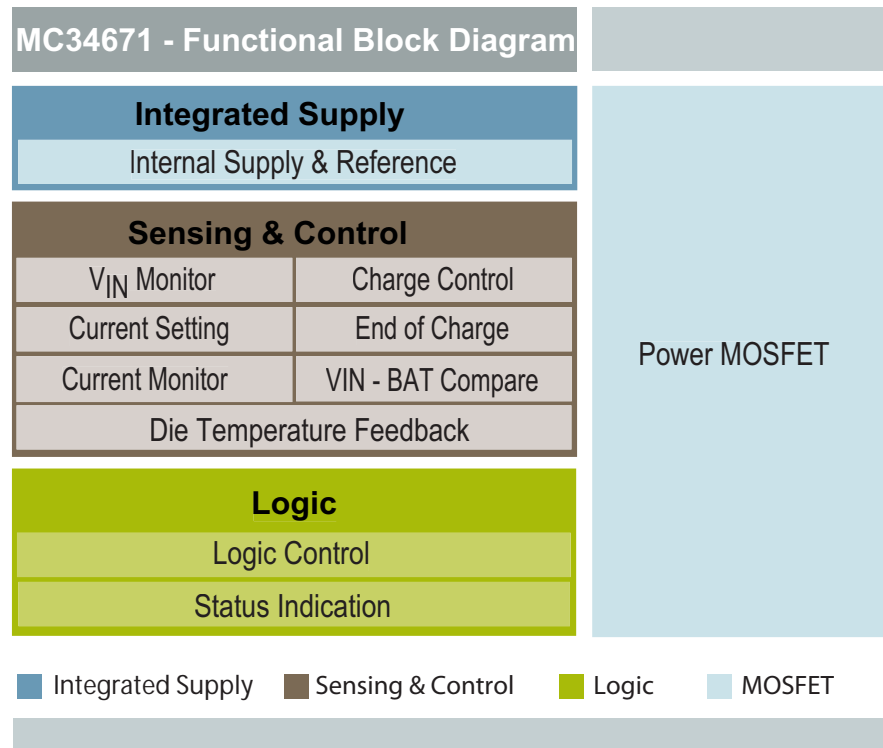 MC34671 - Functional Block Diagram
Integrated Supply
Internal Supply & Reference
Sensing & Control
VIN Monitor
Charge Control
Current Setting
End of Charge
Current Monitor
VIN - BAT Compare
Die Temperature Feedback
Logic
Logic Control
Status Indication
Power MOSFET
Integrated Supply
Sensing & Control
Logic
MOSFET